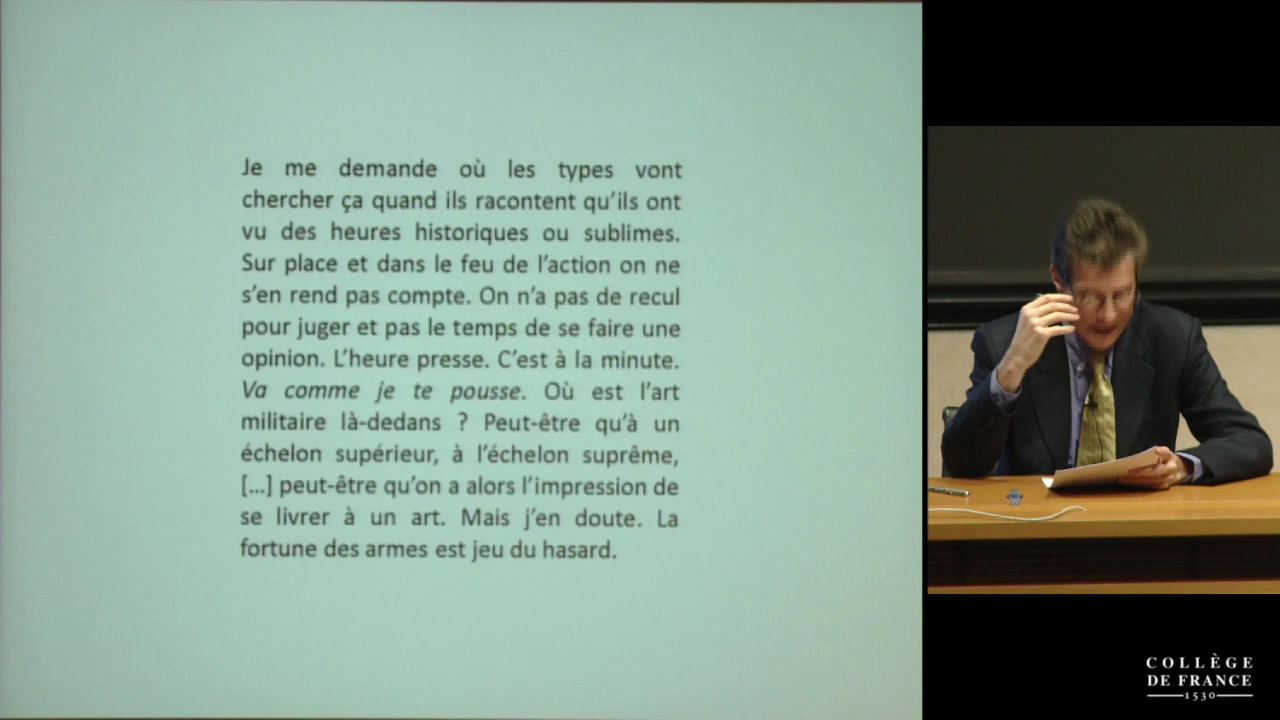 Je me demande où les types vont
chercher ça quand ils racontent qu'ils ont
vu des heures historiques ou sublimes.
Sur place et dans le feu de l'action on ne
s'en rend pas compte. On n'a pas de recul
pour juger et pas le temps de se faire une
opinion. L'heure presse. C'est à la minute.
Va comme je te pousse. Où est l'art
militaire là-dedans ? Peut-être qu'à un
échelon supérieur, à l'échelon suprême,
[…] peut-être qu'on a alors l'impression de
se livrer à un art. Mais j'en doute. La
fortune des armes est jeu du hasard.
COLLÈGE
DE FRANCE
1530